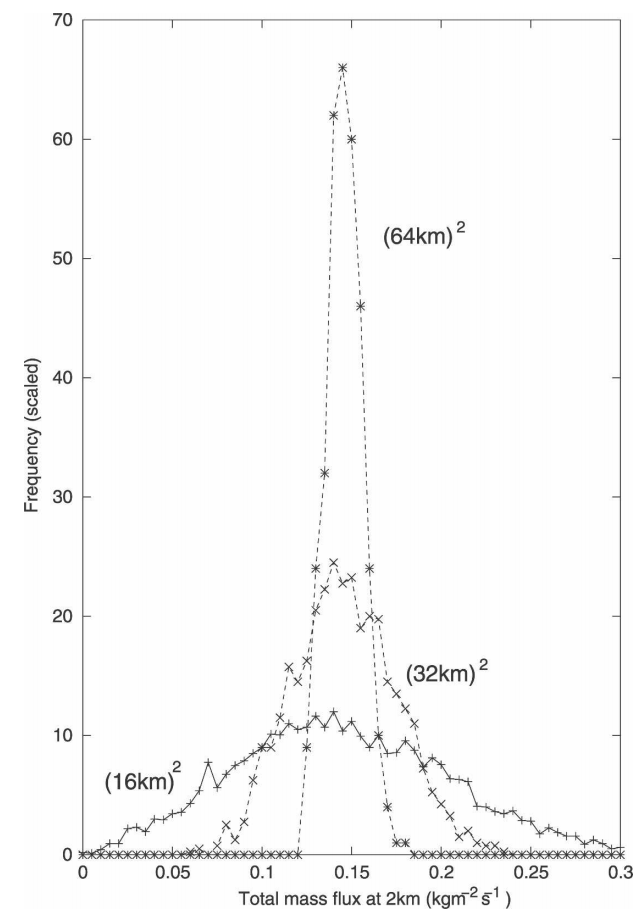 70
60
50
40
30
20
10
0
Frequency (scaled)
(64km)²
(32km)²
(16km)²
0 0.05 0.1 0.15 0.2 0.25 0.3
Total mass flux at 2km (kgm⁻² s⁻¹ )